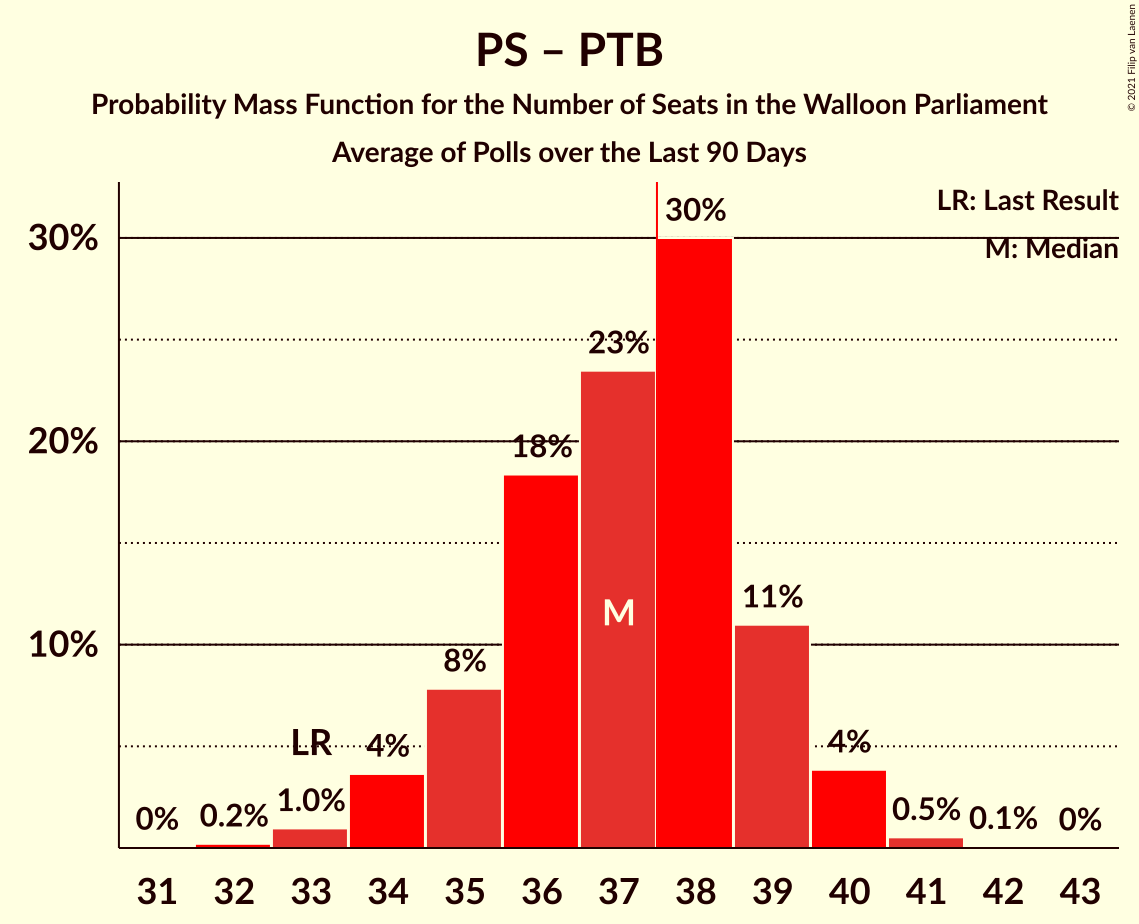 PS – PTB
Probability Mass Function for the Number of Seats in the Walloon Parliament
Average of Polls over the Last 90 Days
© 2021 Filip van Laenen
LR: Last Result
M: Median
30%
20%
10%
0%
0.2%
1.0%
LR
4%
8%
18%
23%
M
30%
11%
4%
0.5%
0.1%
0%
31 32 33 34 35 36 37 38 39 40 41 42 43